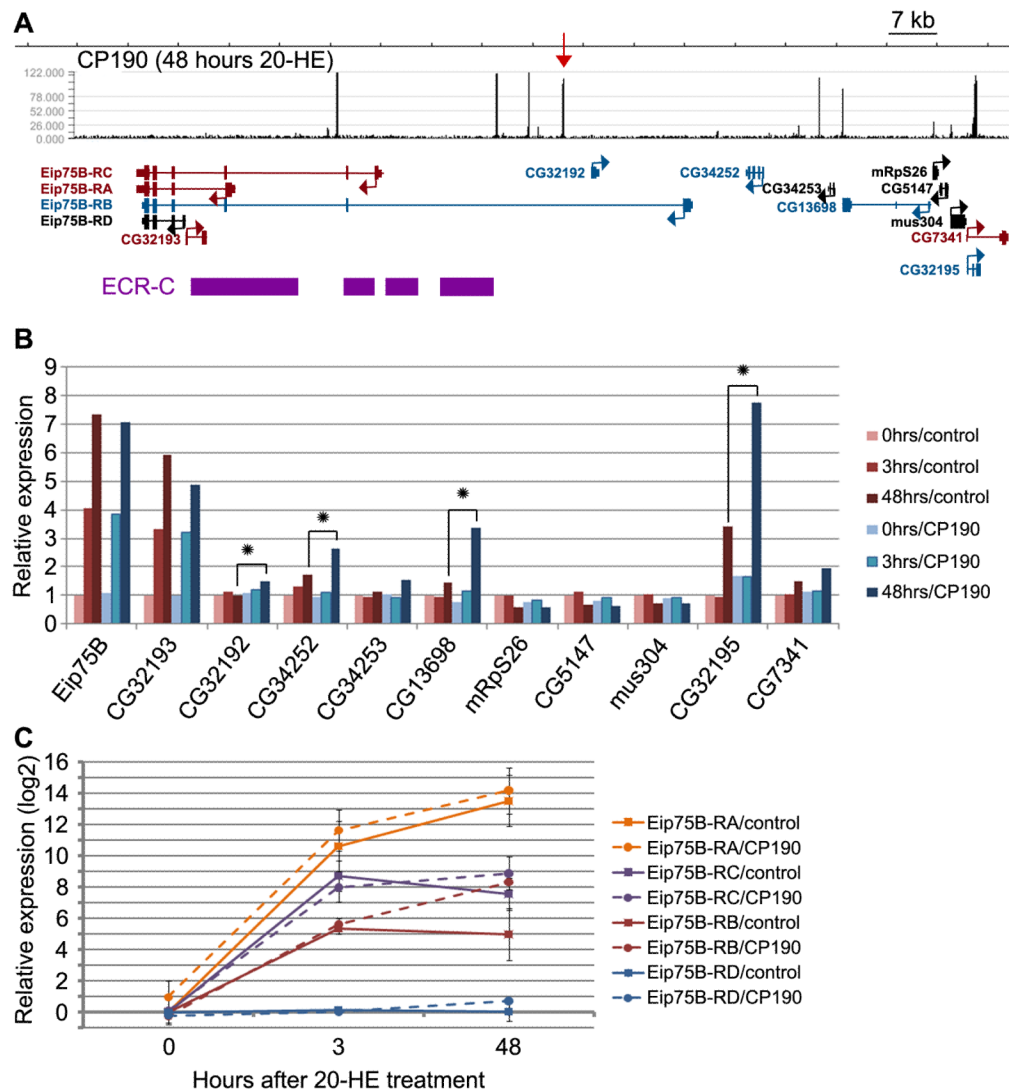 A
7 kb
CP190 (48 hours 20-HE)
122.000
78.000
52.000
26.000
0.000
Eip75B-RC
Eip75B-RA
Eip75B-RB
Eip75B-RD
CG32193
CG32192
CG34252
CG34253
CG13698
mRpS26
CG5147
mus304
CG7341
CG32195
ECR-C
B
Relative expression
9
8
7
6
5
4
3
2
1
0
* * * *
Eip75B
CG32193
CG32192
CG34252
CG34253
CG13698
mRpS26
CG5147
mus304
CG32195
CG7341
0hrs/control
3hrs/control
48hrs/control
0hrs/CP190
3hrs/CP190
48hrs/CP190
C
Relative expression (log2)
16
14
12
10
8
6
4
2
0
0 3 48
Hours after 20-HE treatment
Eip75B-RA/control
Eip75B-RA/CP190
Eip75B-RC/control
Eip75B-RC/CP190
Eip75B-RB/control
Eip75B-RB/CP190
Eip75B-RD/control
Eip75B-RD/CP190